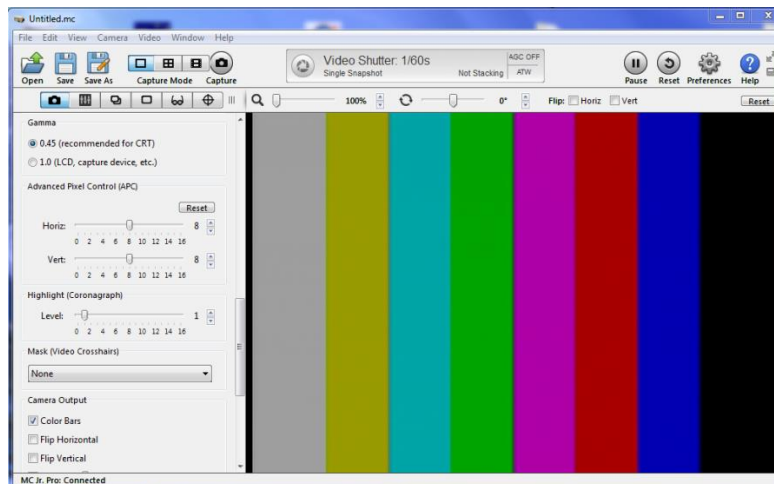 Untitled.mc
File Edit View Camera Video Window Help
Open Save Save As Capture Mode Capture
Video Shutter: 1/60s
Single Snapshot Not Stacking
AGC OFF
ATW
Pause Reset Preferences Help
100% 0° Flip: Horiz Vert Reset
Gamma
0.45 (recommended for CRT)
1.0 (LCD, capture device, etc.)
Advanced Pixel Control (APC)
Reset
Horiz: 8
0 2 4 6 8 10 12 14 16
Vert: 8
0 2 4 6 8 10 12 14 16
Highlight (Coronagraph)
Level: 1
0 2 4 6 8 10 12 14 16
Mask (Video Crosshairs)
None
Camera Output
Color Bars
Flip Horizontal
Flip Vertical
MC Jr. Pro: Connected